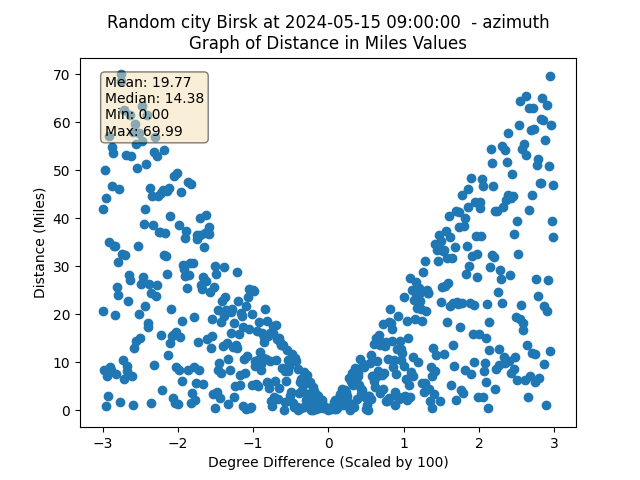 Random city Birsk at 2024-05-15 09:00:00 - azimuth
Graph of Distance in Miles Values
Mean: 19.77
Median: 14.38
Min: 0.00
Max: 69.99
70
60
50
40
30
20
10
0
Distance (Miles)
−3 −2 −1 0 1 2 3
Degree Difference (Scaled by 100)